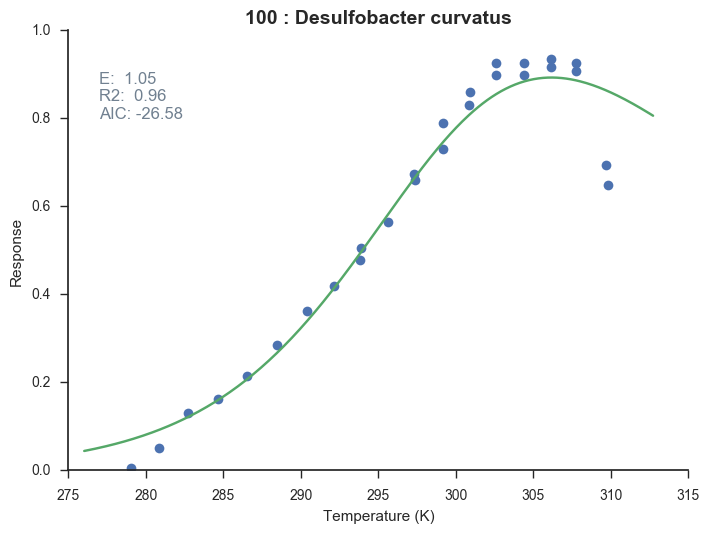 100 : Desulfobacter curvatus
E:  1.05
R2:  0.96
AIC: -26.58
Response
1.0
0.8
0.6
0.4
0.2
0.0
275 280 285 290 295 300 305 310 315
Temperature (K)